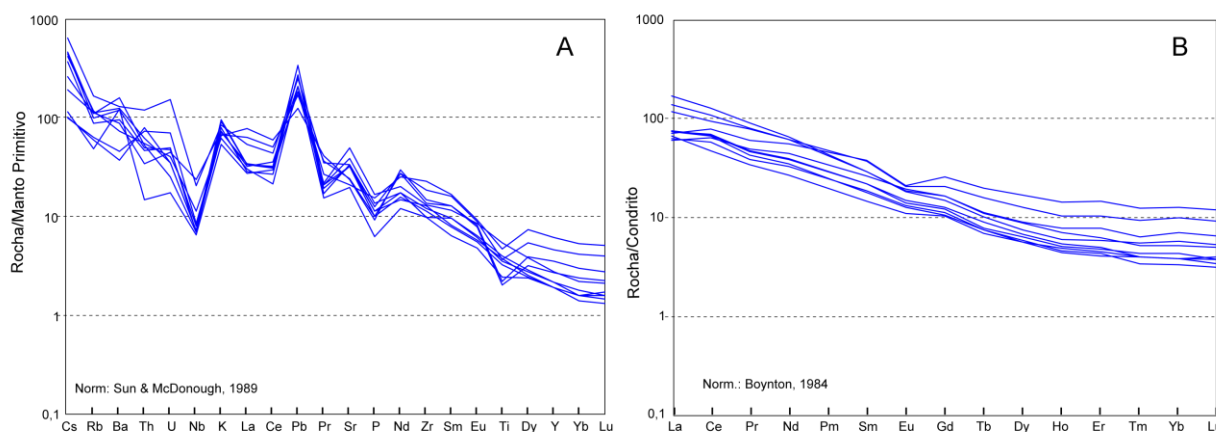 A
1000
100
10
1
0,1
Rocha/Manto Primitivo
Norm: Sun & McDonough, 1989
Cs Rb Ba Th U Nb K La Ce Pb Pr Sr P Nd Zr Sm Eu Ti Dy Y Yb Lu
B
1000
100
10
1
0,1
Rocha/Condrito
Norm.: Boynton, 1984
La Ce Pr Nd Pm Sm Eu Gd Tb Dy Ho Er Tm Yb Lu